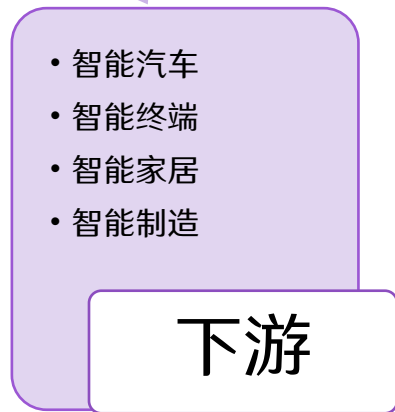 • 智能汽车
• 智能终端
• 智能家居
• 智能制造
下游